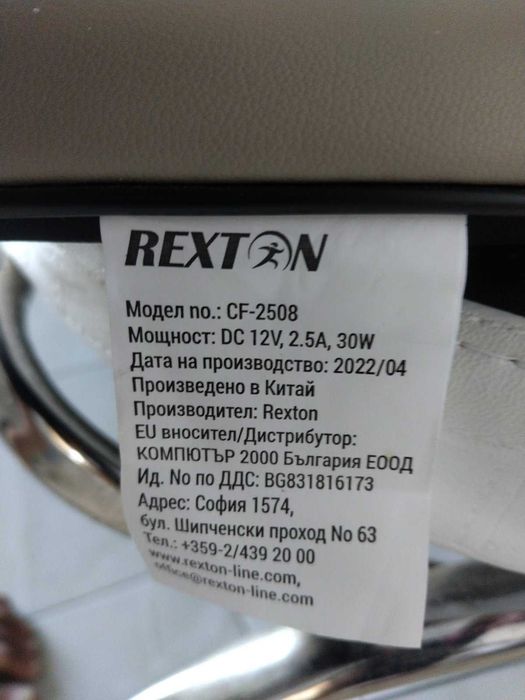 REXTON
Модел no.: CF-2508
Мощност: DC 12V, 2.5A, 30W
Дата на производство: 2022/04
Произведено в Китай
Производител: Rexton
EU вносител/Дистрибутор:
КОМПЮТЪР 2000 България ЕООД
Ид. No по ДДС: BG831816173
Адрес: София 1574,
бул. Шипченски проход No 63
Тел.: +359-2/439 20 00
www.rexton-line.com,
office@rexton-line.com